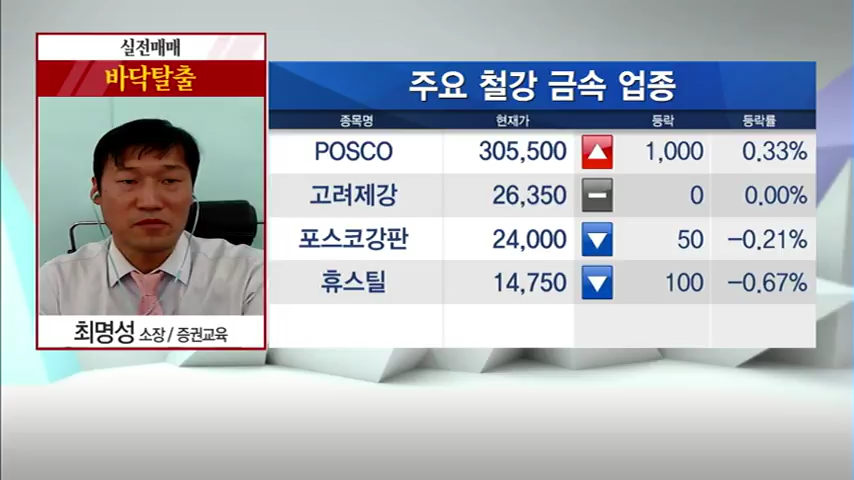 실전매매
바닥탈출
최명성 소장 / 증권교육
주요 철강 금속 업종
종목명 현재가 등락 등락률
POSCO 305,500 ▲ 1,000 0.33%
고려제강 26,350 − 0 0.00%
포스코강판 24,000 ▼ 50 −0.21%
휴스틸 14,750 ▼ 100 −0.67%